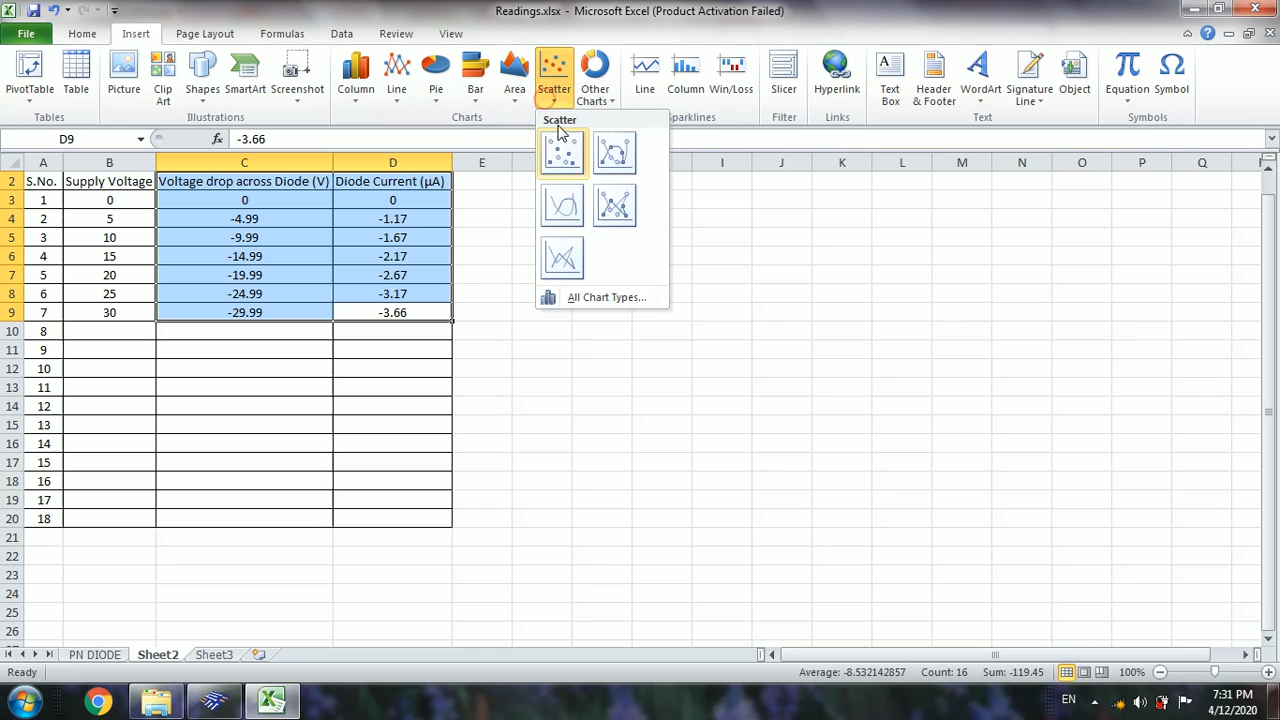 Readings.xlsx - Microsoft Excel (Product Activation Failed)
File Home Insert Page Layout Formulas Data Review View
PivotTable Table Picture Clip Art Shapes SmartArt Screenshot Column Line Pie Bar Area Scatter Other Charts Line Column Win/Loss Slicer Hyperlink Text Box Header & Footer WordArt Signature Line Equation Symbol Object
Tables Illustrations Charts Sparklines Filter Links Text Symbols
D9 fx -3.66
Scatter
All Chart Types...
A B C D E I J K L M N O P Q
2 S.No. Supply Voltage Voltage drop across Diode (V) Diode Current (µA)
3 1 0 0 0
4 2 5 -4.99 -1.17
5 3 10 -9.99 -1.67
6 4 15 -14.99 -2.17
7 5 20 -19.99 -2.67
8 6 25 -24.99 -3.17
9 7 30 -29.99 -3.66
10 8
11 9
12 10
13 11
14 12
15 13
16 14
17 15
18 16
19 17
20 18
21
22
23
24
25
26
PN DIODE Sheet2 Sheet3
Ready Average: -8.532142857 Count: 16 Sum: -119.45 100%
EN 7:31 PM
4/12/2020